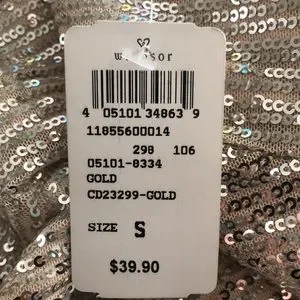 windsor
4 05101 34863 9
11855600014
298 106
05101-8334
GOLD
CD23299-GOLD
SIZE S
$39.90